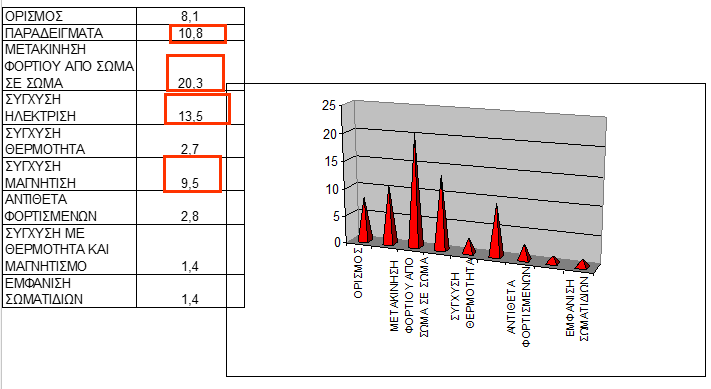 ΟΡΙΣΜΟΣ 8,1
ΠΑΡΑΔΕΙΓΜΑΤΑ 10,8
ΜΕΤΑΚΙΝΗΣΗ
ΦΟΡΤΙΟΥ ΑΠΟ ΣΩΜΑ
ΣΕ ΣΩΜΑ 20,3
ΣΥΓΧΥΣΗ
ΗΛΕΚΤΡΙΣΗ 13,5
ΣΥΓΧΥΣΗ
ΘΕΡΜΟΤΗΤΑ 2,7
ΣΥΓΧΥΣΗ
ΜΑΓΝΗΤΙΣΗ 9,5
ΑΝΤΙΘΕΤΑ
ΦΟΡΤΙΣΜΕΝΩΝ 2,8
ΣΥΓΧΥΣΗ ΜΕ
ΘΕΡΜΟΤΗΤΑ ΚΑΙ
ΜΑΓΝΗΤΙΣΜΟ 1,4
ΕΜΦΑΝΙΣΗ
ΣΩΜΑΤΙΔΙΩΝ 1,4
25
20
15
10
5
0
ΟΡΙΣΜΟΣ
ΜΕΤΑΚΙΝΗΣΗ
ΦΟΡΤΙΟΥ ΑΠΟ
ΣΩΜΑ ΣΕ ΣΩΜΑ
ΣΥΓΧΥΣΗ
ΘΕΡΜΟΤΗΤΑ
ΑΝΤΙΘΕΤΑ
ΦΟΡΤΙΣΜΕΝΩΝ
ΕΜΦΑΝΙΣΗ
ΣΩΜΑΤΙΔΙΩΝ